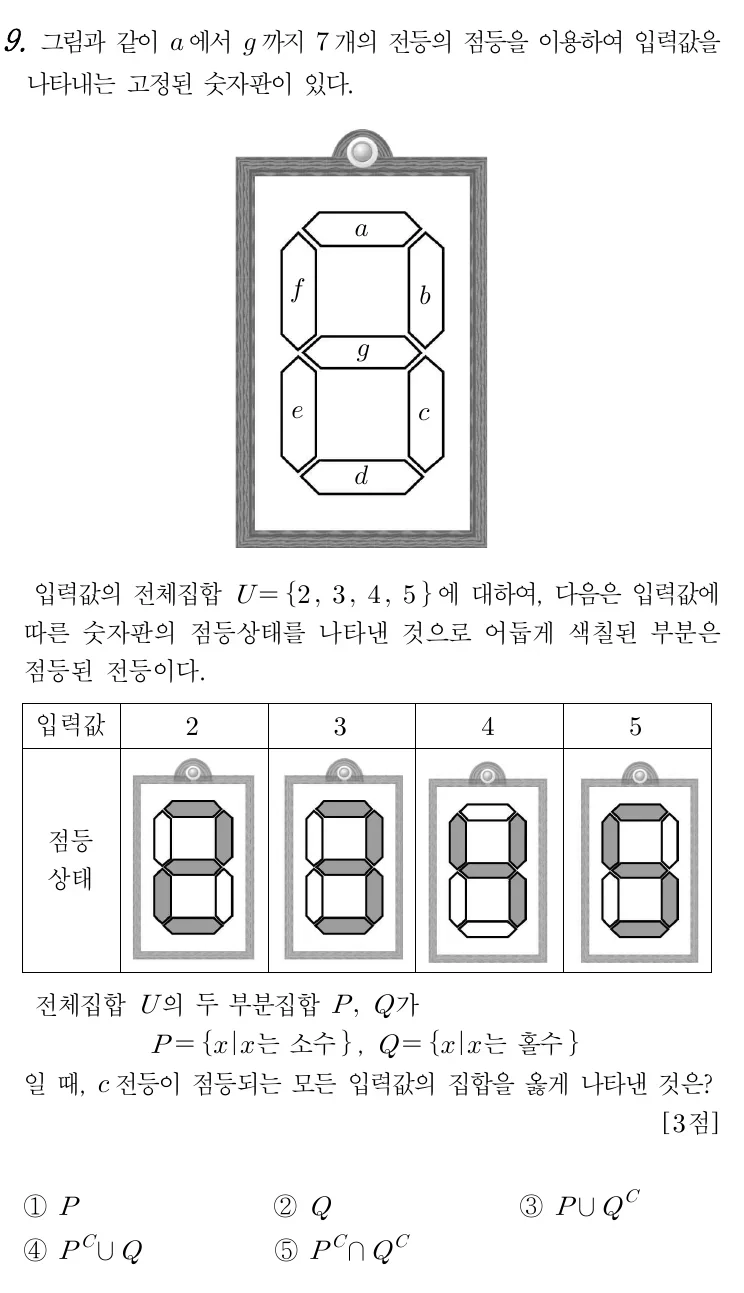 9. 그림과 같이 a에서 g까지 7개의 전등의 점등을 이용하여 입력값을
나타내는 고정된 숫자판이 있다.
a
f
b
g
e
c
d
입력값의 전체집합 U={2, 3, 4, 5}에 대하여, 다음은 입력값에
따른 숫자판의 점등상태를 나타낸 것으로 어둡게 색칠된 부분은
점등된 전등이다.
입력값 2 3 4 5
점등
상태
전체집합 U의 두 부분집합 P, Q가
P={x|x는 소수}, Q={x|x는 홀수}
일 때, c전등이 점등되는 모든 입력값의 집합을 옳게 나타낸 것은?
[3점]
① P ② Q ③ P∪Q^C
④ P^C∪Q ⑤ P^C∩Q^C